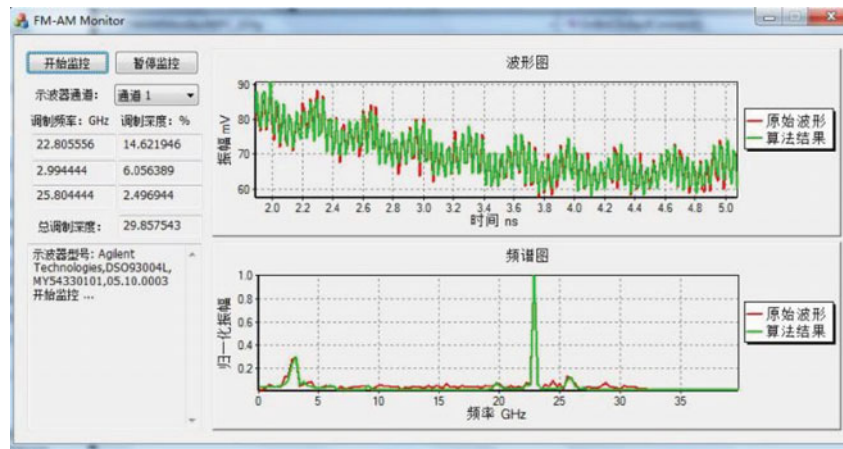 FM-AM Monitor
开始监控 暂停监控
示波器通道： 通道 1
调制频率：GHz 调制深度：%
22.805556 14.621946
2.994444 6.056389
25.804444 2.496944
总调制深度： 29.857543
示波器型号：Agilent
Technologies,DSO93004L,
MY54330101,05.10.0003
开始监控 ...
波形图
振幅 mV
90
80
70
60
2.0 2.2 2.4 2.6 2.8 3.0 3.2 3.4 3.6 3.8 4.0 4.2 4.4 4.6 4.8 5.0
时间 ns
原始波形
算法结果
频谱图
归一化振幅
1.0
0.8
0.6
0.4
0.2
0 5 10 15 20 25 30 35
频率 GHz
原始波形
算法结果